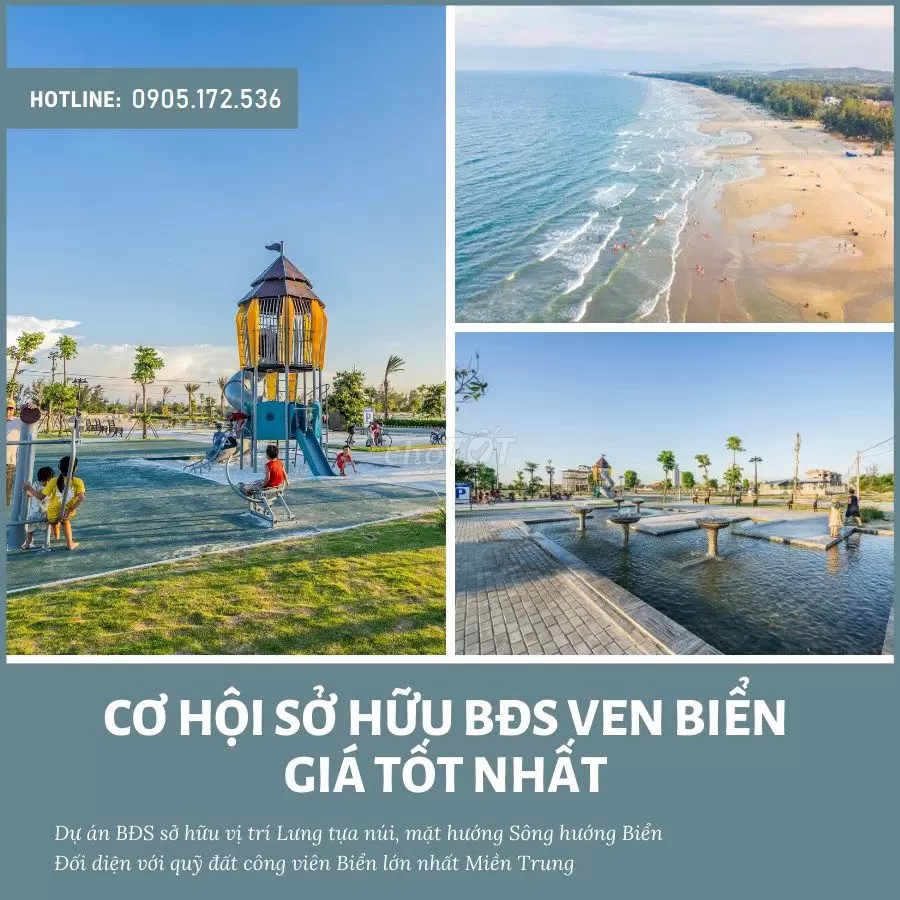 HOTLINE: 0905.172.536
P
choTỐT
P
CƠ HỘI SỞ HỮU BĐS VEN BIỂN
GIÁ TỐT NHẤT
Dự án BĐS sở hữu vị trí Lưng tựa núi, mặt hướng Sông hướng Biển
Đối diện với quỹ đất công viên Biển lớn nhất Miền Trung